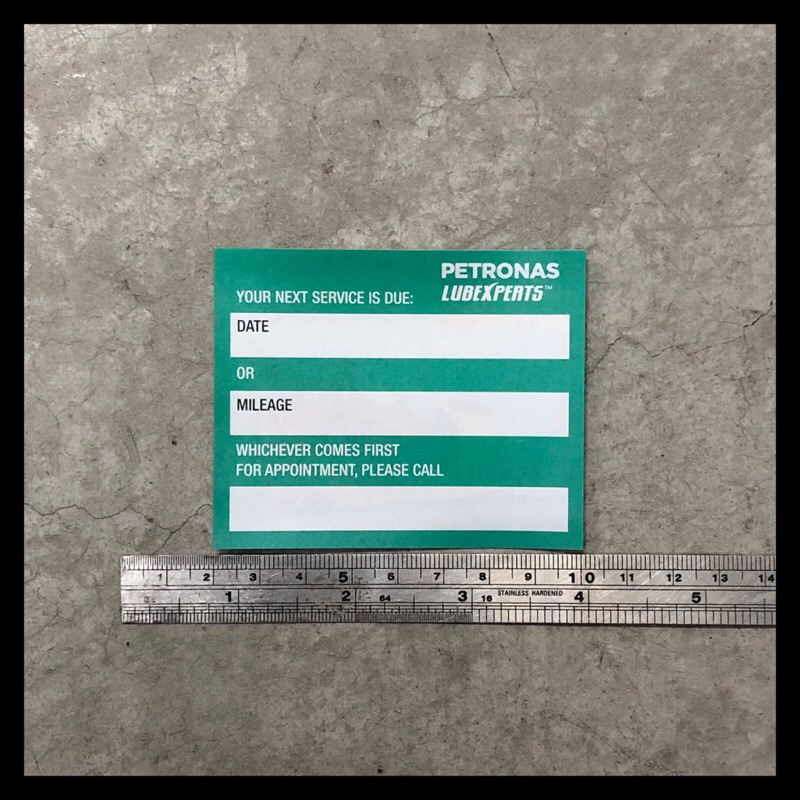 PETRONAS
LUBEXPERTS™
YOUR NEXT SERVICE IS DUE:
DATE
OR
MILEAGE
WHICHEVER COMES FIRST
FOR APPOINTMENT, PLEASE CALL
1 2 3 4 5 6 7 8 9 10 11 12 13 14
1 2 64 3 16 STAINLESS HARDENED 4 5